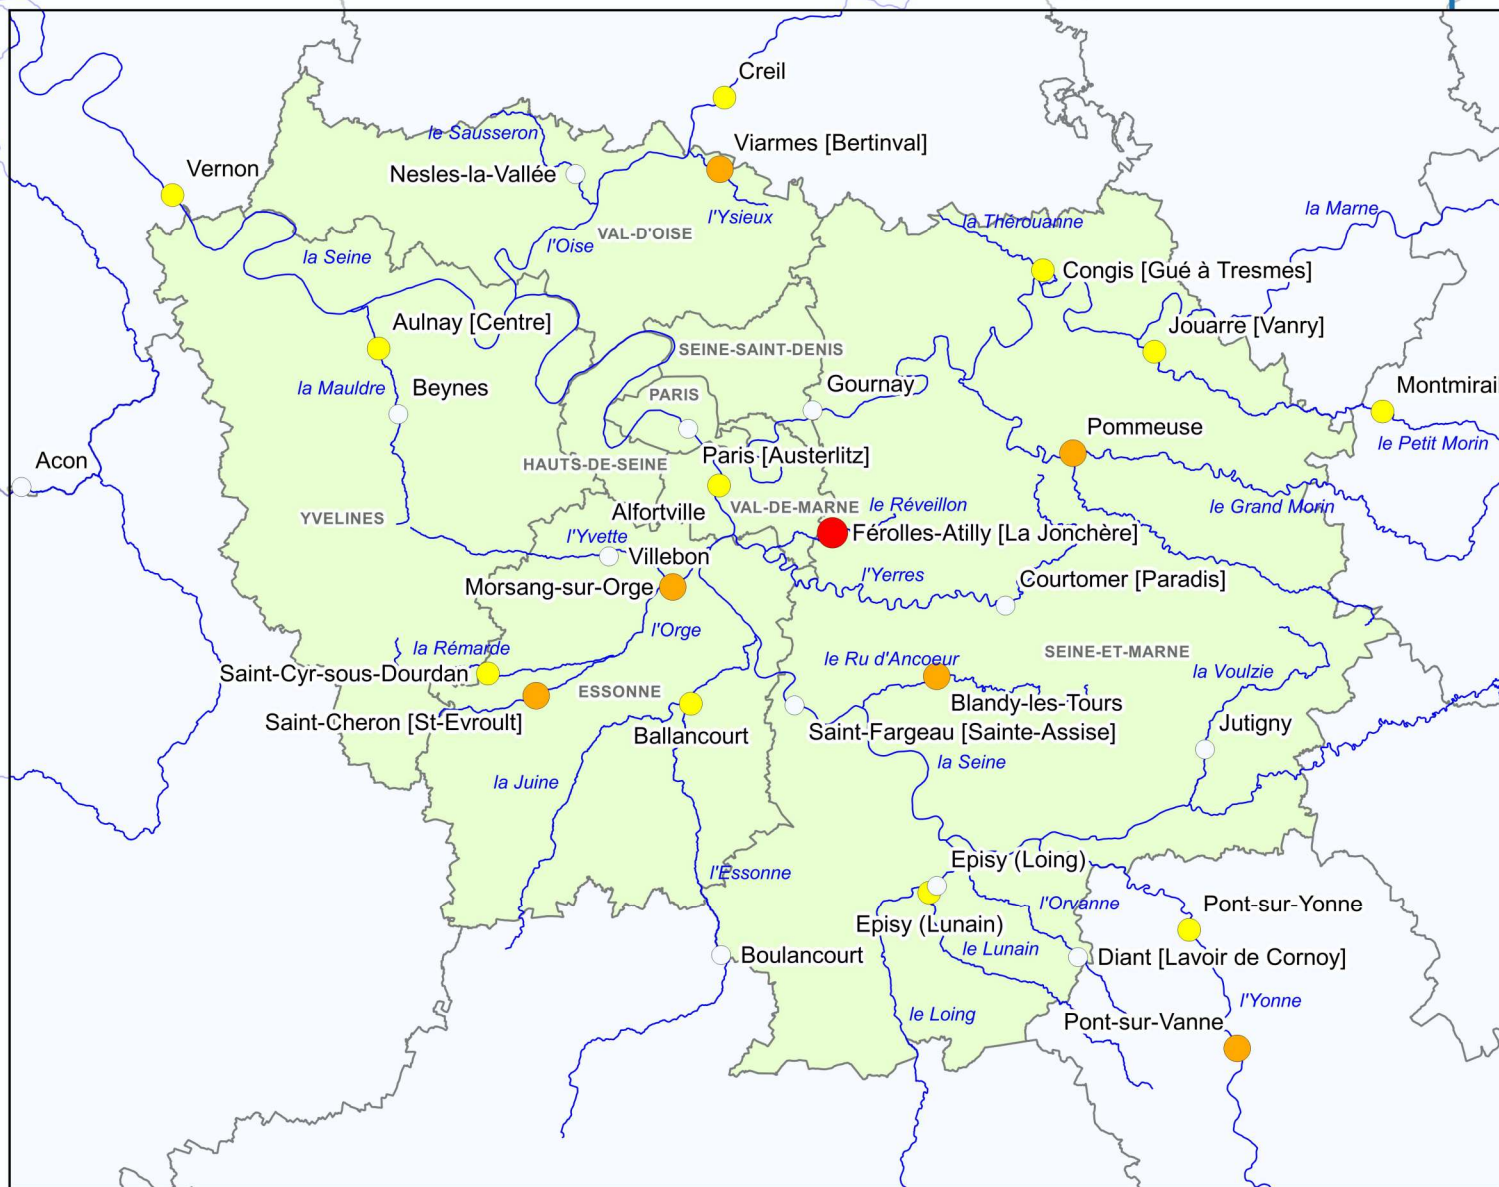 Creil
le Sausseron
Viarmes [Bertinval]
Vernon
Nesles-la-Vallée
la Marne
l'Ysieux
la Thérouanne
VAL-D'OISE
l'Oise
la Seine
Congis [Gué à Tresmes]
Aulnay [Centre]
Jouarre [Vanry]
SEINE-SAINT-DENIS
la Mauldre
Beynes
PARIS
Gournay
Montmirai
Pommeuse
le Petit Morin
Acon
Paris [Austerlitz]
HAUTS-DE-SEINE
YVELINES
Alfortville
VAL-DE-MARNE
le Réveillon
le Grand Morin
l'Yvette
Férolles-Atilly [La Jonchère]
Villebon
Morsang-sur-Orge
l'Yerres
Courtomer [Paradis]
l'Orge
la Rémarde
SEINE-ET-MARNE
le Ru d'Ancoeur
Saint-Cyr-sous-Dourdan
la Voulzie
ESSONNE
Blandy-les-Tours
Saint-Cheron [St-Evroult]
Ballancourt
Saint-Fargeau [Sainte-Assise]
Jutigny
la Seine
la Juine
Episy (Loing)
l'Essonne
l'Orvanne
Pont-sur-Yonne
Episy (Lunain)
le Lunain
Boulancourt
Diant [Lavoir de Cornoy]
l'Yonne
le Loing
Pont-sur-Vanne